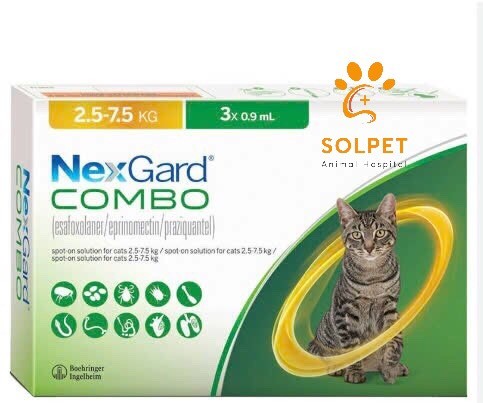 2.5-7.5 KG
3x 0.9 mL
SOLPET
Animal Hospital
NexGard®
COMBO
(esafoxolaner/eprinomectin/praziquantel)
spot-on solution for cats 2.5-7.5 kg / spot-on solution for cats 2.5-7.5 kg /
spot-on solution for cats 2.5-7.5 kg
Boehringer
Ingelheim
NexGard®
COMBO